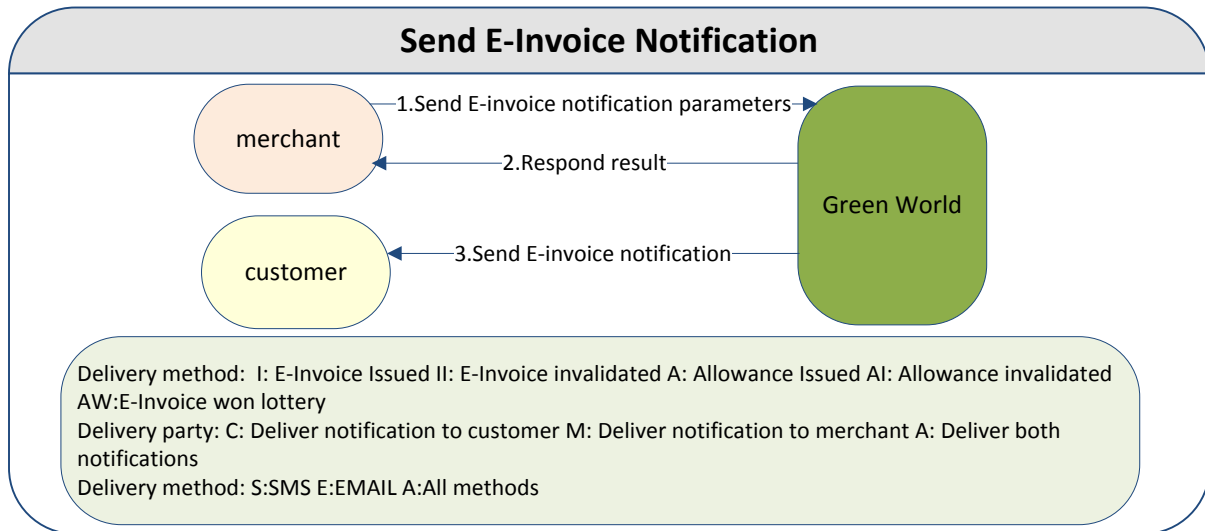 Send E-Invoice Notification
1.Send E-invoice notification parameters
merchant
2.Respond result
Green World
3.Send E-invoice notification
customer
Delivery method:  I: E-Invoice Issued II: E-Invoice invalidated A: Allowance Issued AI: Allowance invalidated
AW:E-Invoice won lottery
Delivery party: C: Deliver notification to customer M: Deliver notification to merchant A: Deliver both
notifications
Delivery method: S:SMS E:EMAIL A:All methods